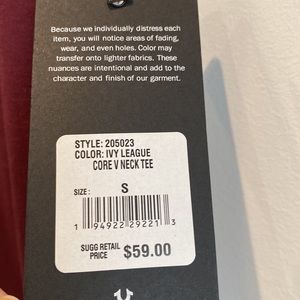 Because we individually distress each
item, you will notice areas of fading,
wear, and even holes. Color may
transfer onto lighter fabrics. These
nuances are intended to add to the
character and finish of our garment.
STYLE: 205023
COLOR: IVY LEAGUE
CORE V NECK TEE
SIZE: S
1 94922 29221 3
SUGG RETAIL
PRICE $59.00